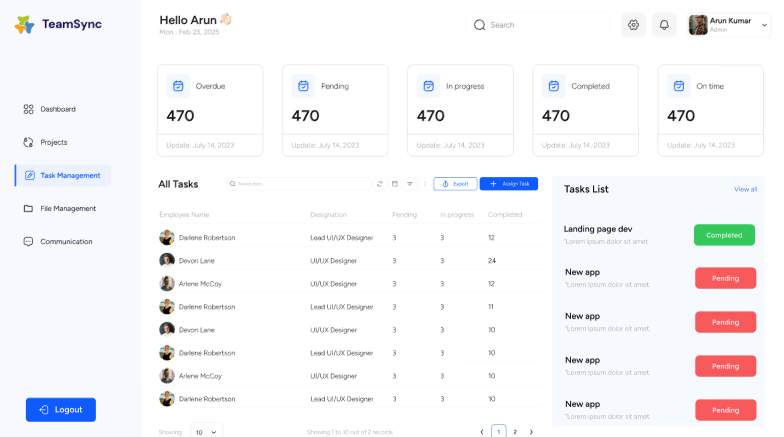 TeamSync
Hello Arun
Mon . Feb 23, 2025
Search
Arun Kumar
Admin
Dashboard
Projects
Task Management
File Management
Communication
Logout
Overdue
470
Update: July 14, 2023
Pending
470
Update: July 14, 2023
In progress
470
Update: July 14, 2023
Completed
470
Update: July 14, 2023
On time
470
Update: July 14, 2023
All Tasks
Export
Assign Task
Employee Name Designation Pending In progress Completed
Darlene Robertson Lead UI/UX Designer 3 3 12
Devon Lane UI/UX Designer 3 3 24
Arlene McCoy UI/UX Designer 3 3 12
Darlene Robertson Lead UI/UX Designer 3 3 11
Devon Lane UI/UX Designer 3 3 10
Darlene Robertson Lead UI/UX Designer 3 3 10
Arlene McCoy UI/UX Designer 3 3 10
Darlene Robertson Lead UI/UX Designer 3 3 10
Showing 10 Showing 1 to 10 out of 2 records 1 2
Tasks List View all
Landing page dev
*Lorem ipsum dolor sit amet
Completed
New app
*Lorem ipsum dolor sit amet
Pending
New app
*Lorem ipsum dolor sit amet
Pending
New app
*Lorem ipsum dolor sit amet
Pending
New app
*Lorem ipsum dolor sit amet
Pending